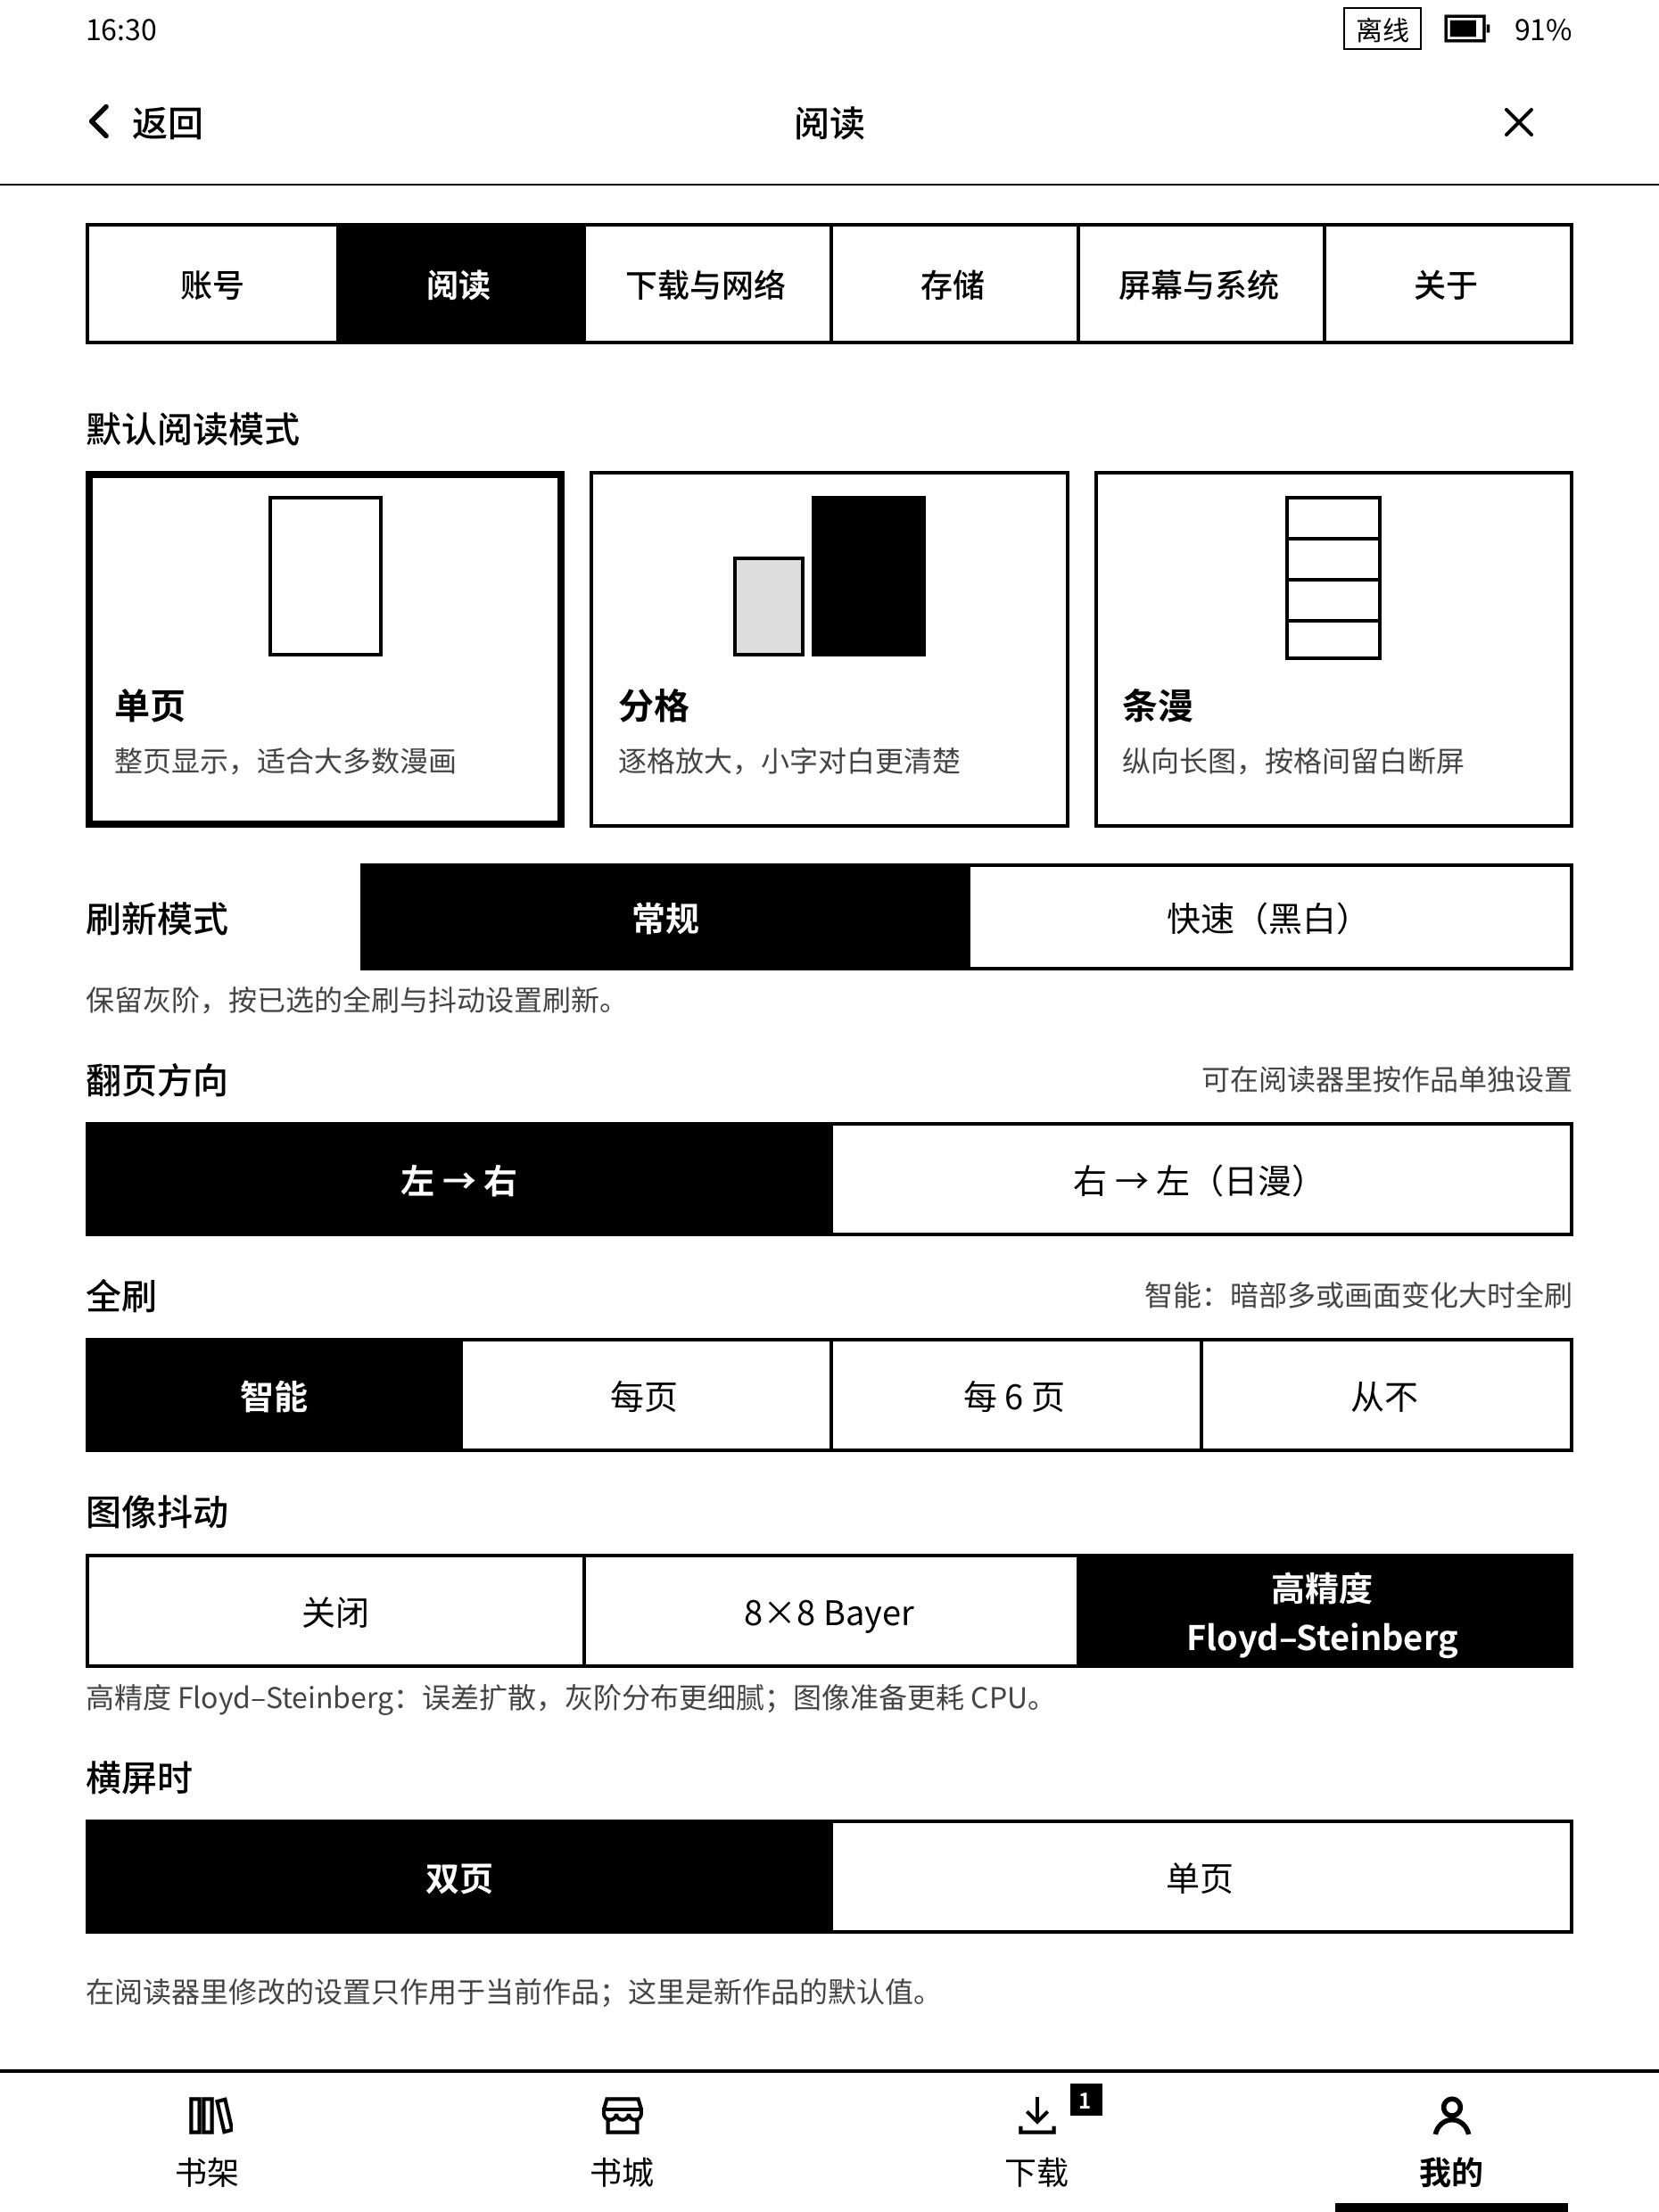 16:30
离线
91%
返回
阅读
账号
阅读
下载与网络
存储
屏幕与系统
关于
默认阅读模式
单页
整页显示，适合大多数漫画
分格
逐格放大，小字对白更清楚
条漫
纵向长图，按格间留白断屏
刷新模式
常规
快速（黑白）
保留灰阶，按已选的全刷与抖动设置刷新。
翻页方向
可在阅读器里按作品单独设置
左 → 右
右 → 左（日漫）
全刷
智能：暗部多或画面变化大时全刷
智能
每页
每 6 页
从不
图像抖动
关闭
8×8 Bayer
高精度
Floyd–Steinberg
高精度 Floyd–Steinberg：误差扩散，灰阶分布更细腻；图像准备更耗 CPU。
横屏时
双页
单页
在阅读器里修改的设置只作用于当前作品；这里是新作品的默认值。
书架
书城
1
下载
我的